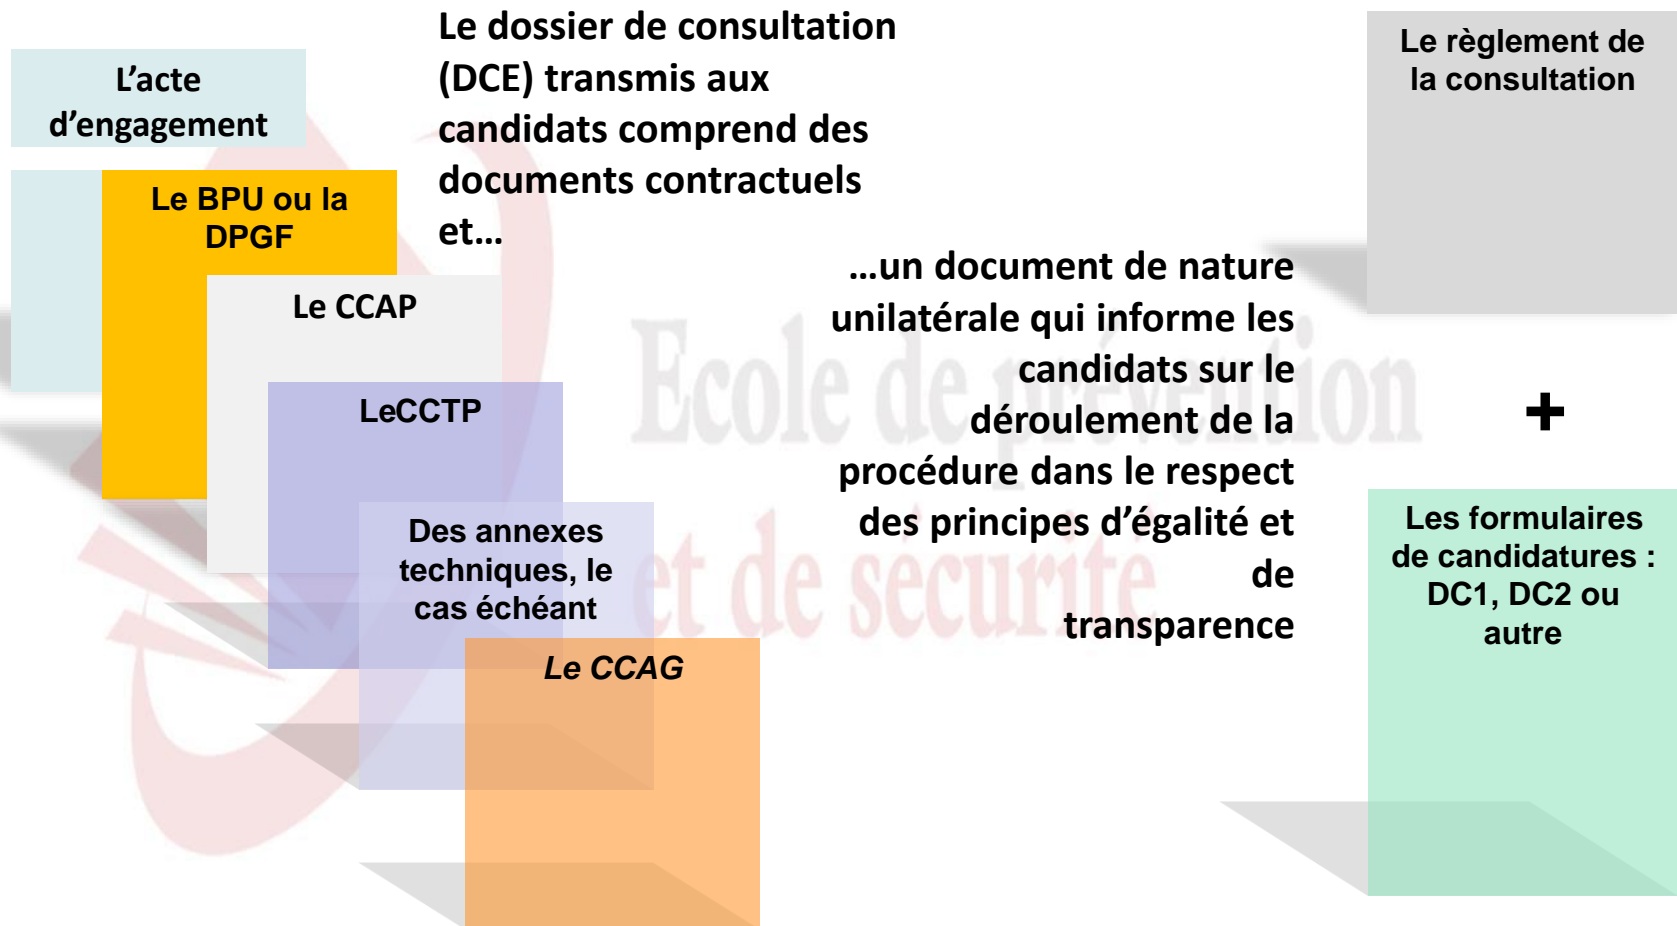 L’acte
d’engagement
Le BPU ou la
DPGF
Le CCAP
LeCCTP
Des annexes
techniques, le
cas échéant
Le CCAG
Le dossier de consultation
(DCE) transmis aux
candidats comprend des
documents contractuels
et…
…un document de nature
unilatérale qui informe les
candidats sur le
déroulement de la
procédure dans le respect
des principes d’égalité et
de
transparence
Le règlement de
la consultation
+
Les formulaires
de candidatures :
DC1, DC2 ou
autre
Ecole de prévention
et de sécurité